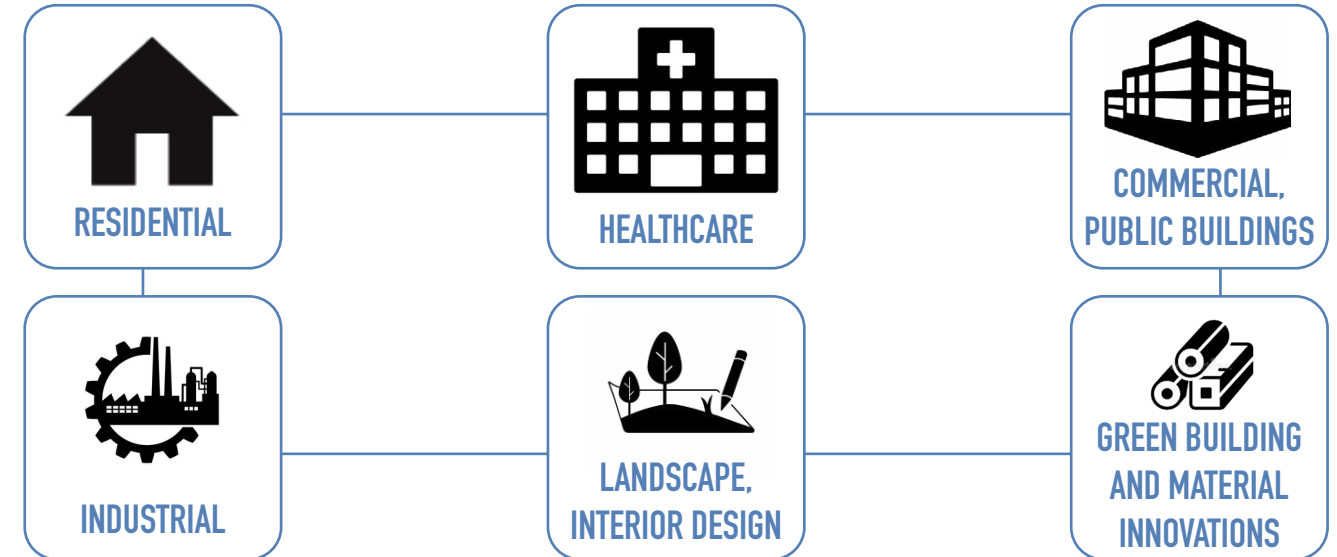 RESIDENTIAL
HEALTHCARE
COMMERCIAL,
PUBLIC BUILDINGS
INDUSTRIAL
LANDSCAPE,
INTERIOR DESIGN
GREEN BUILDING
AND MATERIAL
INNOVATIONS